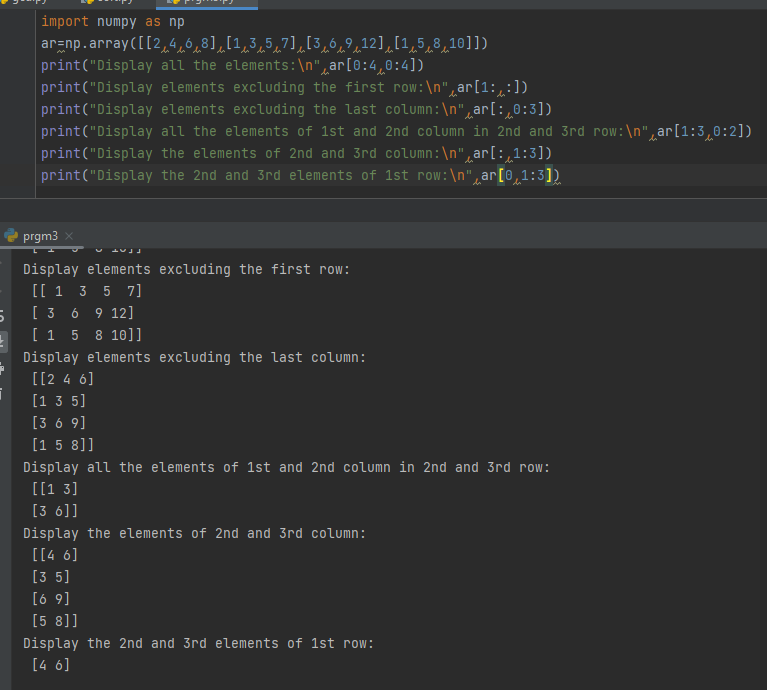 import numpy as np
ar=np.array([[2,4,6,8],[1,3,5,7],[3,6,9,12],[1,5,8,10]])
print("Display all the elements:\n",ar[0:4,0:4])
print("Display elements excluding the first row:\n",ar[1:,:])
print("Display elements excluding the last column:\n",ar[:,0:3])
print("Display all the elements of 1st and 2nd column in 2nd and 3rd row:\n",ar[1:3,0:2])
print("Display the elements of 2nd and 3rd column:\n",ar[:,1:3])
print("Display the 2nd and 3rd elements of 1st row:\n",ar[0,1:3])
prgm3
Display elements excluding the first row:
[[ 1  3  5  7]
[ 3  6  9 12]
[ 1  5  8 10]]
Display elements excluding the last column:
[[2 4 6]
[1 3 5]
[3 6 9]
[1 5 8]]
Display all the elements of 1st and 2nd column in 2nd and 3rd row:
[[1 3]
[3 6]]
Display the elements of 2nd and 3rd column:
[[4 6]
[3 5]
[6 9]
[5 8]]
Display the 2nd and 3rd elements of 1st row:
[4 6]